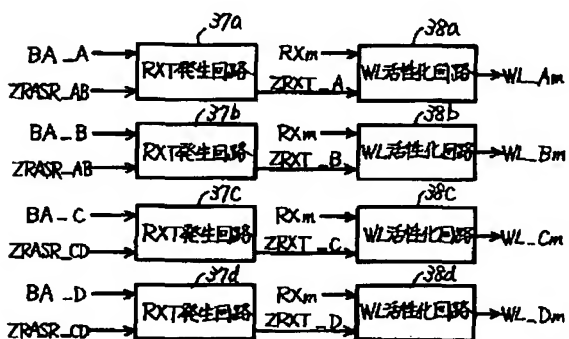 37a 38a
BA_A RXT発生回路 RXm WL活性化回路 WL_Am
ZRASR_AB ZRXT_A
37b 38b
BA_B RXT発生回路 RXm WL活性化回路 WL_Bm
ZRASR_AB ZRXT_B
37c 38c
BA_C RXT発生回路 RXm WL活性化回路 WL_Cm
ZRASR_CD ZRXT_C
37d 38d
BA_D RXT発生回路 RXm WL活性化回路 WL_Dm
ZRASR_CD ZRXT_D